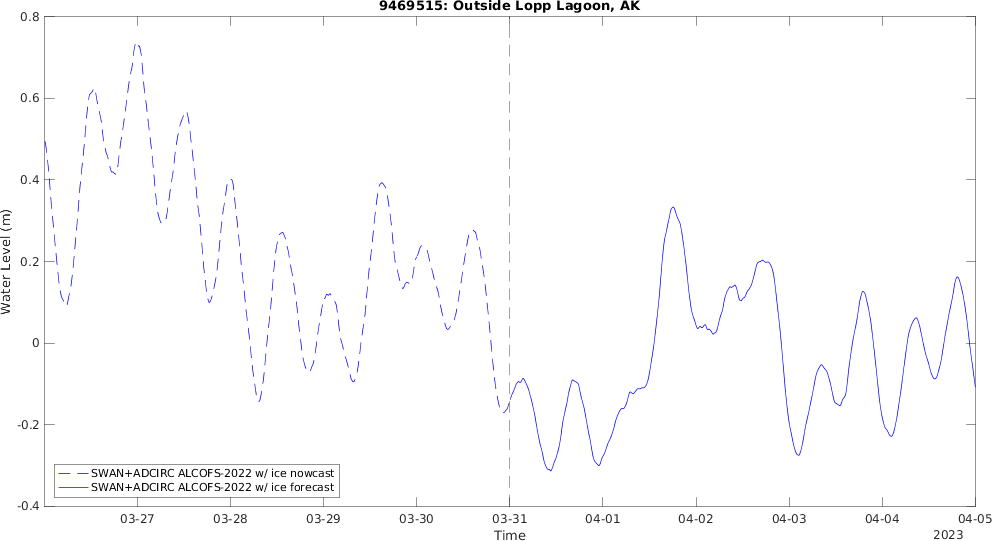 9469515: Outside Lopp Lagoon, AK
0.8
0.6
0.4
0.2
0
-0.2
-0.4
Water Level (m)
SWAN+ADCIRC ALCOFS-2022 w/ ice nowcast
SWAN+ADCIRC ALCOFS-2022 w/ ice forecast
03-27 03-28 03-29 03-30 03-31 04-01 04-02 04-03 04-04 04-05
Time
2023